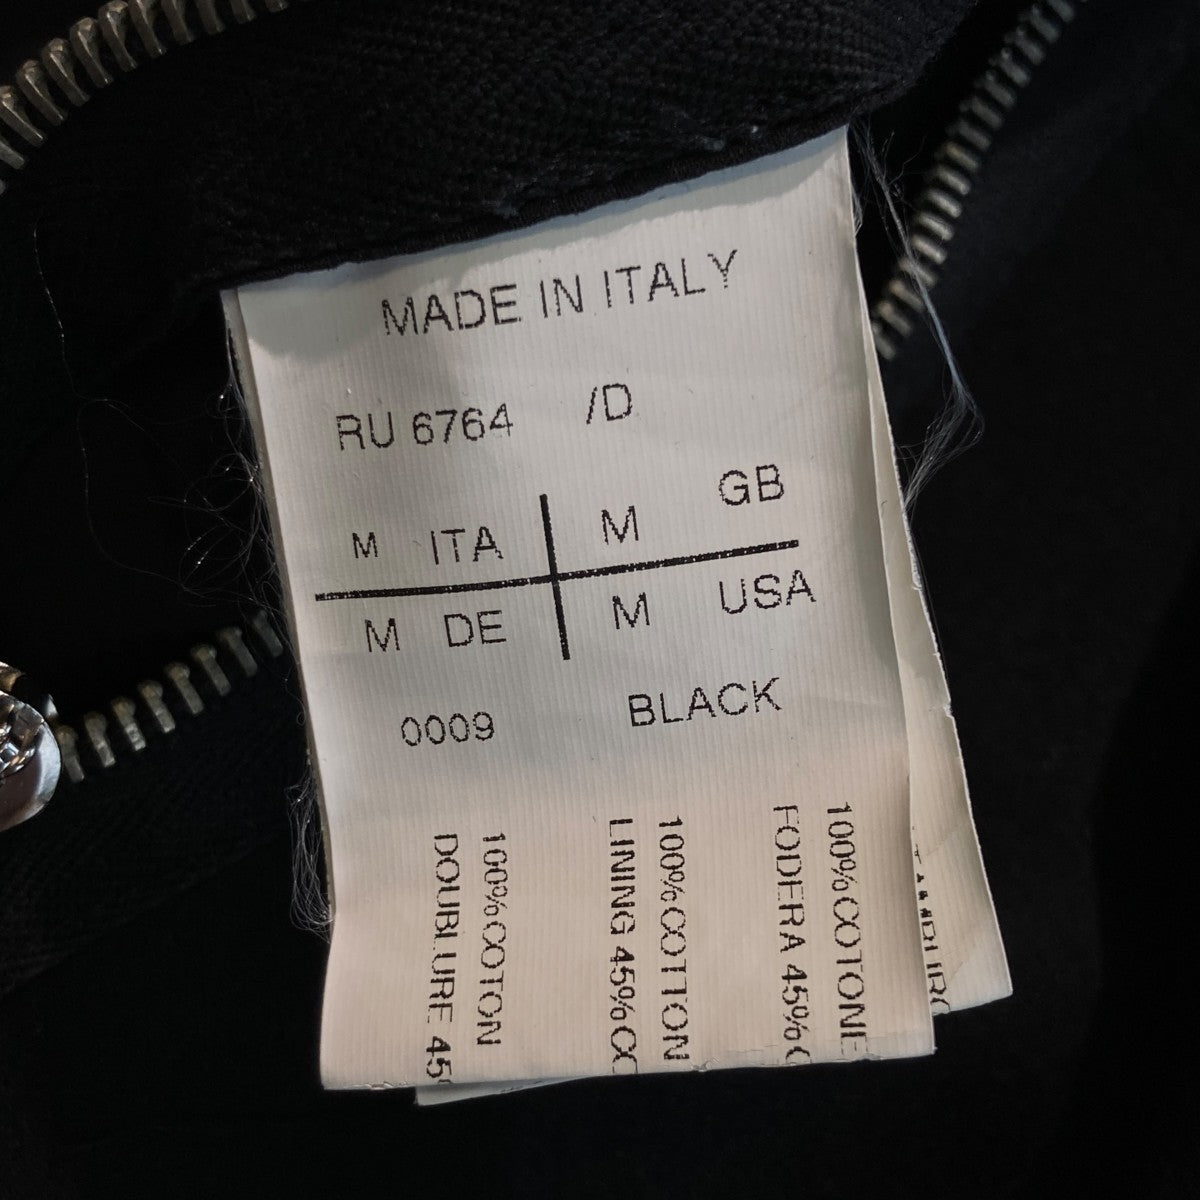 MADE IN ITALY
RU 6764 /D
M ITA M GB
M DE M USA
0009 BLACK
100%COTONE
FODERA 45%
100%COTTON
LINING 45%
100%COTON
DOUBLURE 45